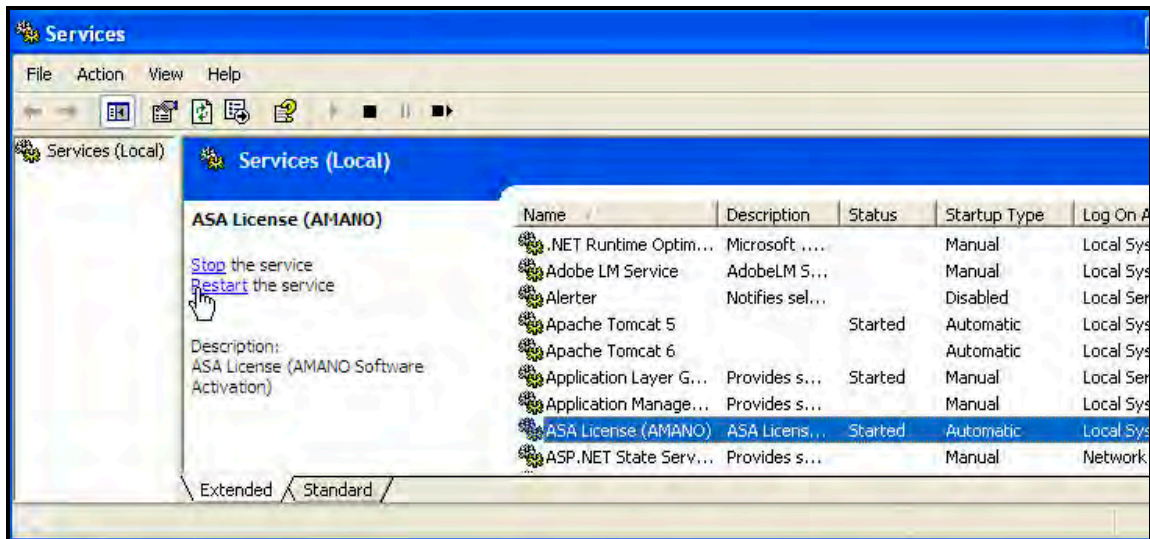 Services
File Action View Help
Services (Local)
Services (Local)
ASA License (AMANO)
Stop the service
Restart the service
Description:
ASA License (AMANO Software
Activation)
Name Description Status Startup Type Log On A
.NET Runtime Optim... Microsoft .... Manual Local Sys
Adobe LM Service AdobeLM S... Manual Local Sys
Alerter Notifies sel... Disabled Local Ser
Apache Tomcat 5 Started Automatic Local Sys
Apache Tomcat 6 Automatic Local Sys
Application Layer G... Provides s... Started Manual Local Ser
Application Manage... Provides s... Manual Local Sys
ASA License (AMANO) ASA Licens... Started Automatic Local Sys
ASP.NET State Serv... Provides s... Manual Network
Extended Standard